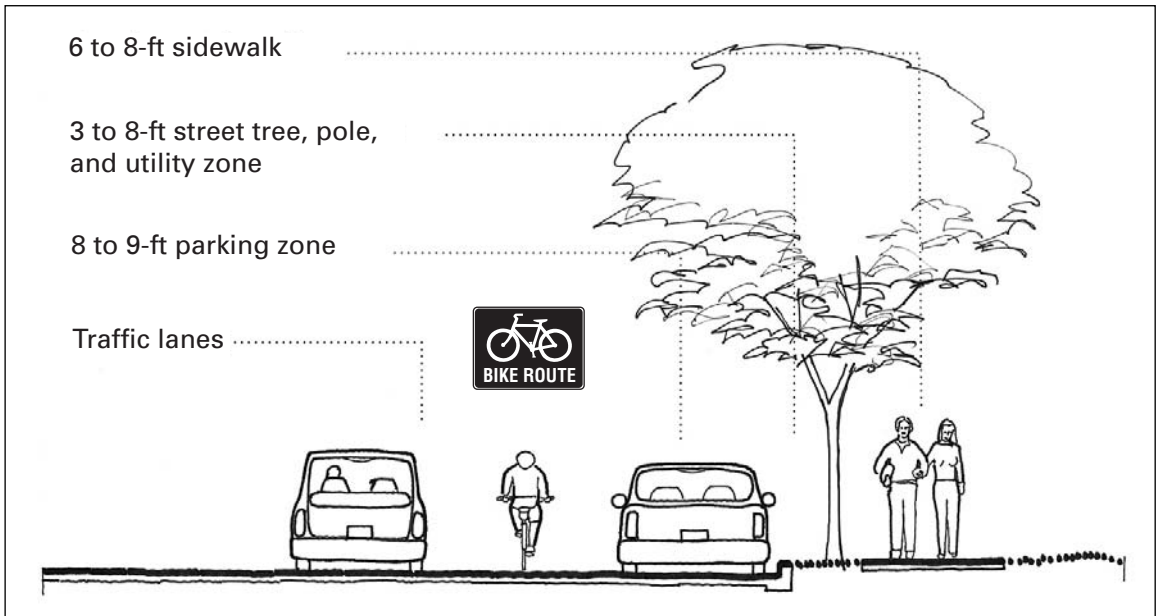 6 to 8-ft sidewalk
3 to 8-ft street tree, pole,
and utility zone
8 to 9-ft parking zone
Traffic lanes
BIKE ROUTE